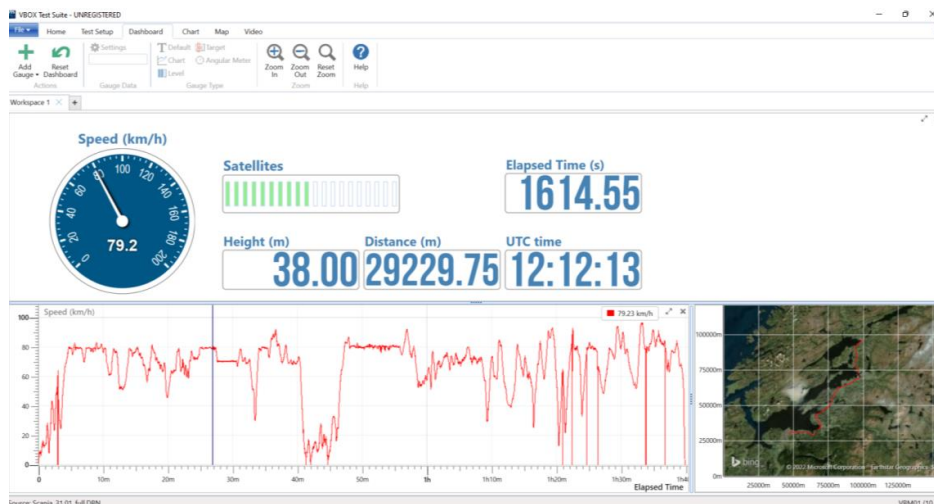 VBOX Test Suite - UNREGISTERED
File
Home Test Setup Dashboard Chart Map Video
Add Gauge
Reset Dashboard
Actions
Settings
Gauge Data
Default Target
Chart Angular Meter
Level
Gauge Type
Zoom In
Zoom Out
Reset Zoom
Zoom
Help
Help
Workspace 1
Speed (km/h)
0 20 40 60 80 100 120 140 160 180 200
79.2
Satellites
Elapsed Time (s)
1614.55
Height (m)
38.00
Distance (m)
29229.75
UTC time
12:12:13
Speed (km/h)
79.23 km/h
100
80
60
40
20
0
0 10m 20m 30m 40m 50m 1h 1h10m 1h20m 1h30m 1h40
Elapsed Time
100000m
75000m
50000m
25000m
0m
25000m 50000m 75000m 100000m 125000m
bing
© 2022 Microsoft Corporation Earthstar Geographics